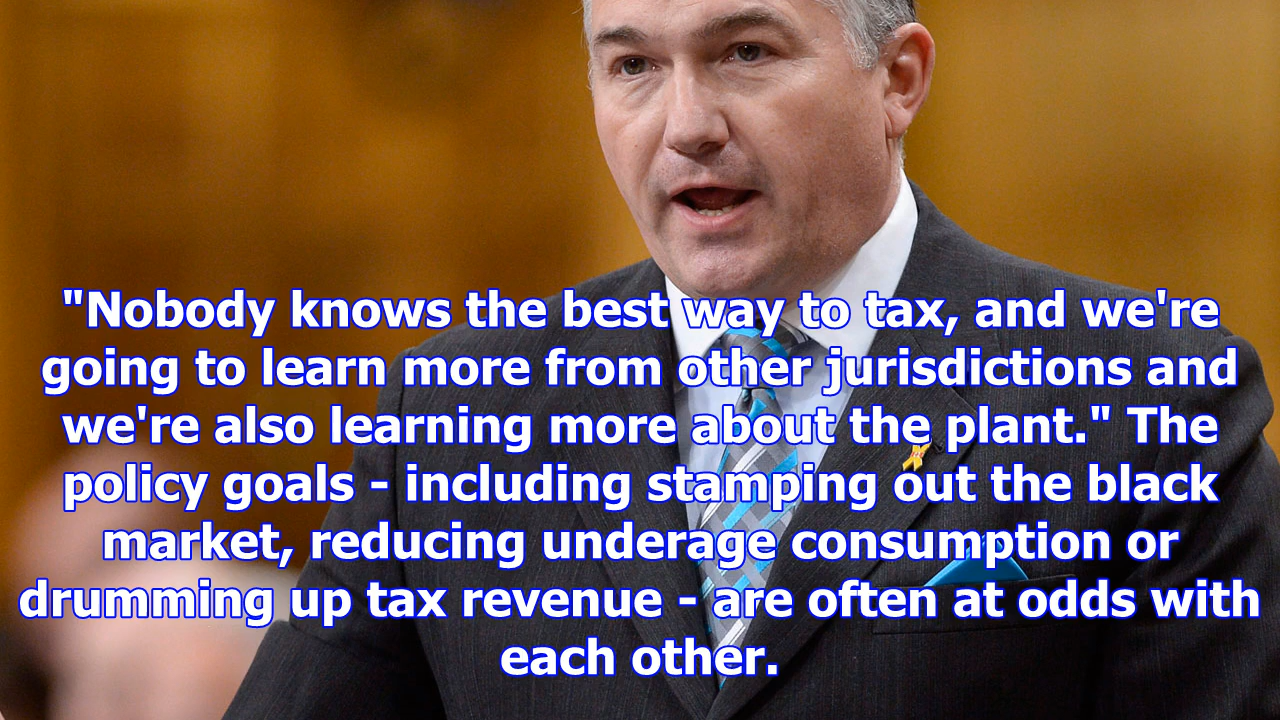 "Nobody knows the best way to tax, and we're
going to learn more from other jurisdictions and
we're also learning more about the plant." The
policy goals - including stamping out the black
market, reducing underage consumption or
drumming up tax revenue - are often at odds with
each other.